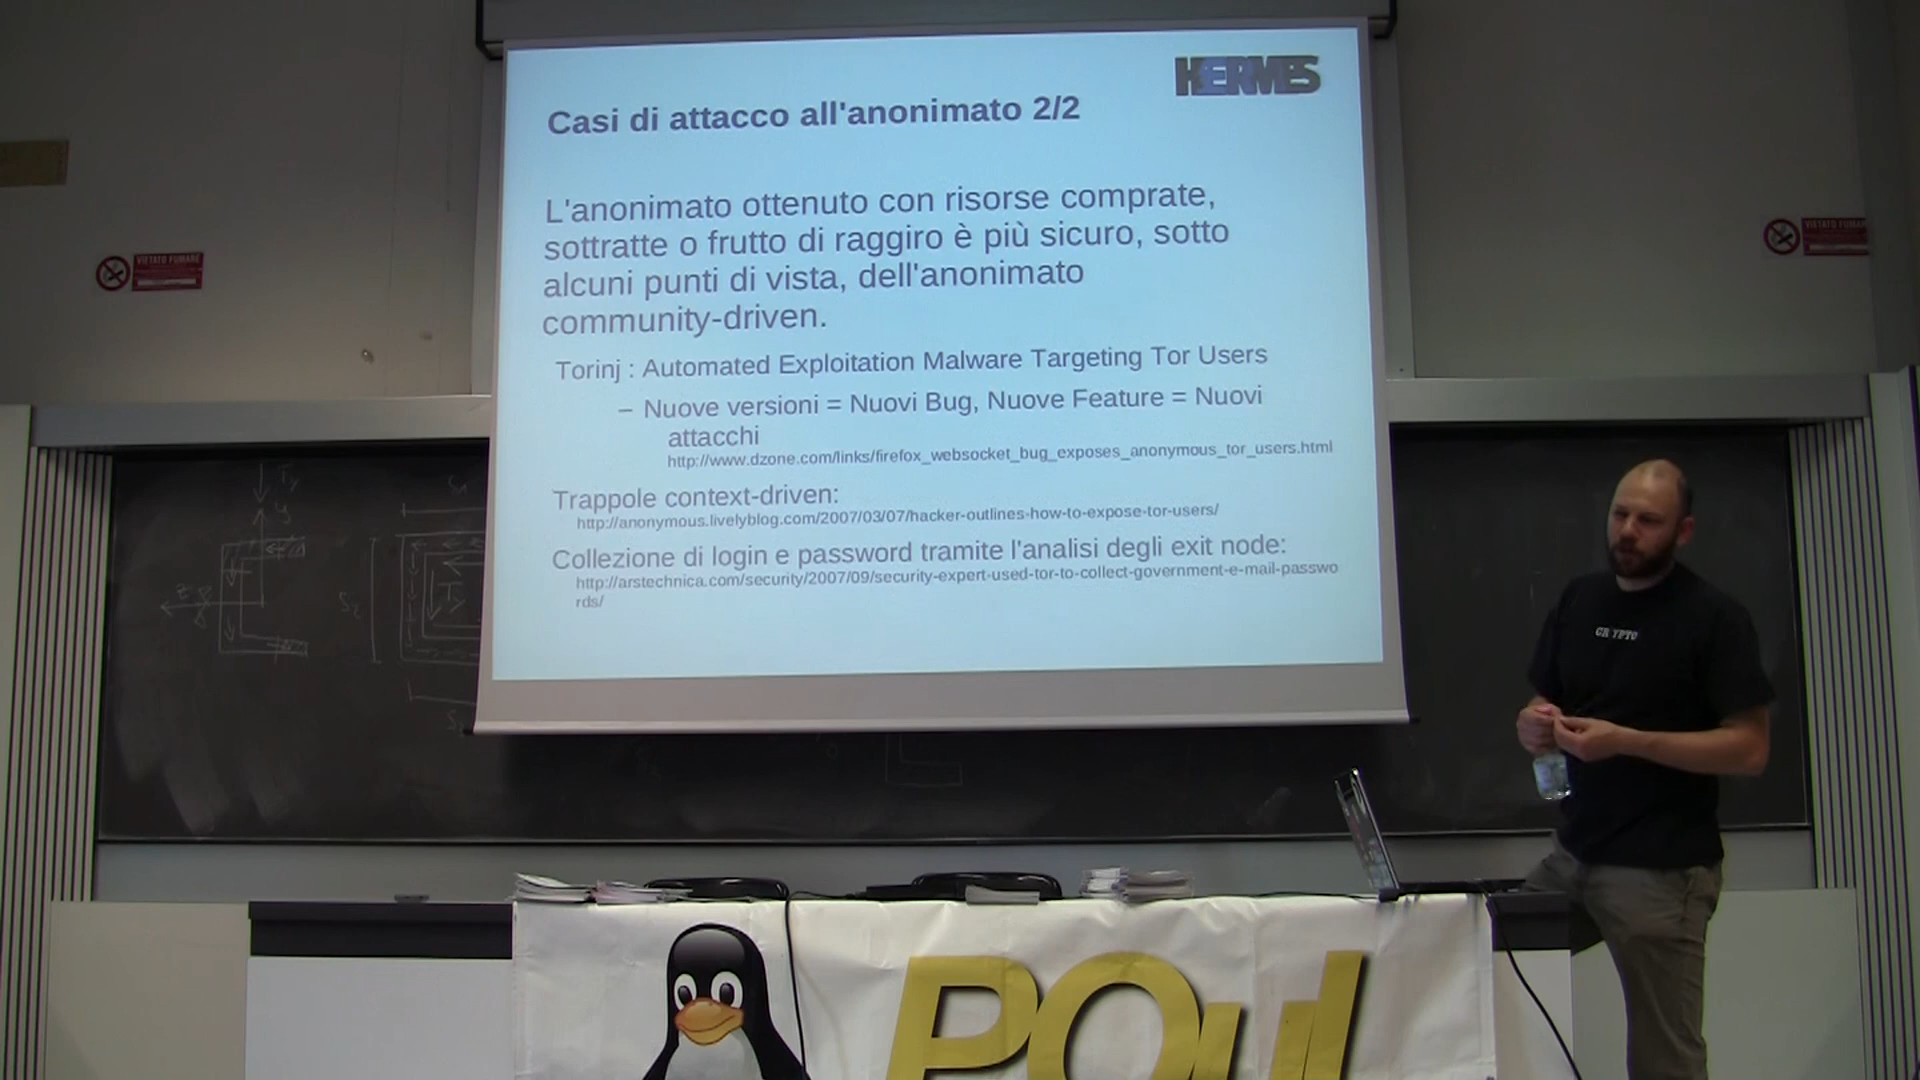 HERMES
Casi di attacco all'anonimato 2/2
L'anonimato ottenuto con risorse comprate,
sottratte o frutto di raggiro è più sicuro, sotto
alcuni punti di vista, dell'anonimato
community-driven.
Torinj : Automated Exploitation Malware Targeting Tor Users
– Nuove versioni = Nuovi Bug, Nuove Feature = Nuovi
attacchi
http://www.dzone.com/links/firefox_websocket_bug_exposes_anonymous_tor_users.html
Trappole context-driven:
http://anonymous.livelyblog.com/2007/03/07/hacker-outlines-how-to-expose-tor-users/
Collezione di login e password tramite l'analisi degli exit node:
http://arstechnica.com/security/2007/09/security-expert-used-tor-to-collect-government-e-mail-passwo
rds/
VIETATO FUMARE
VIETATO FUMARE
CRYPTO
POul